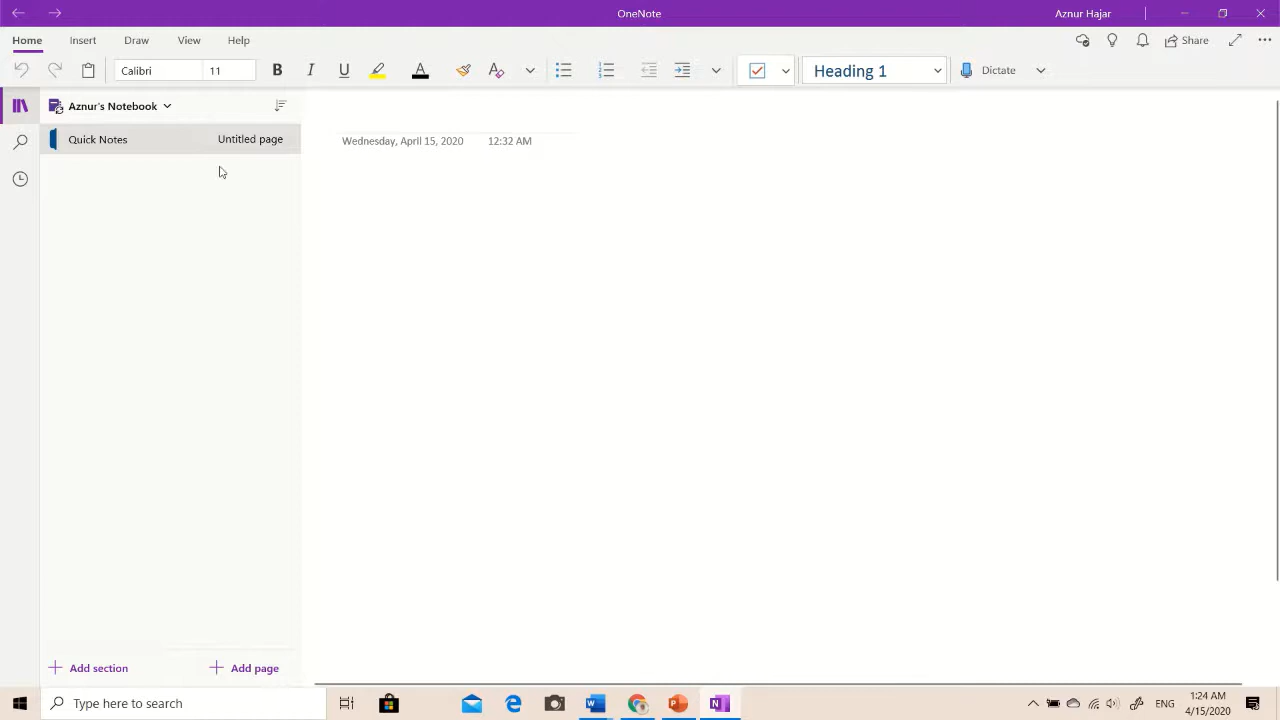 OneNote
Aznur Hajar
Home Insert Draw View Help
Share
Calibri 11 B I U A A Heading 1 Dictate
Aznur's Notebook
Quick Notes Untitled page
Wednesday, April 15, 2020 12:32 AM
Add section Add page
Type here to search
ENG
1:24 AM
4/15/2020